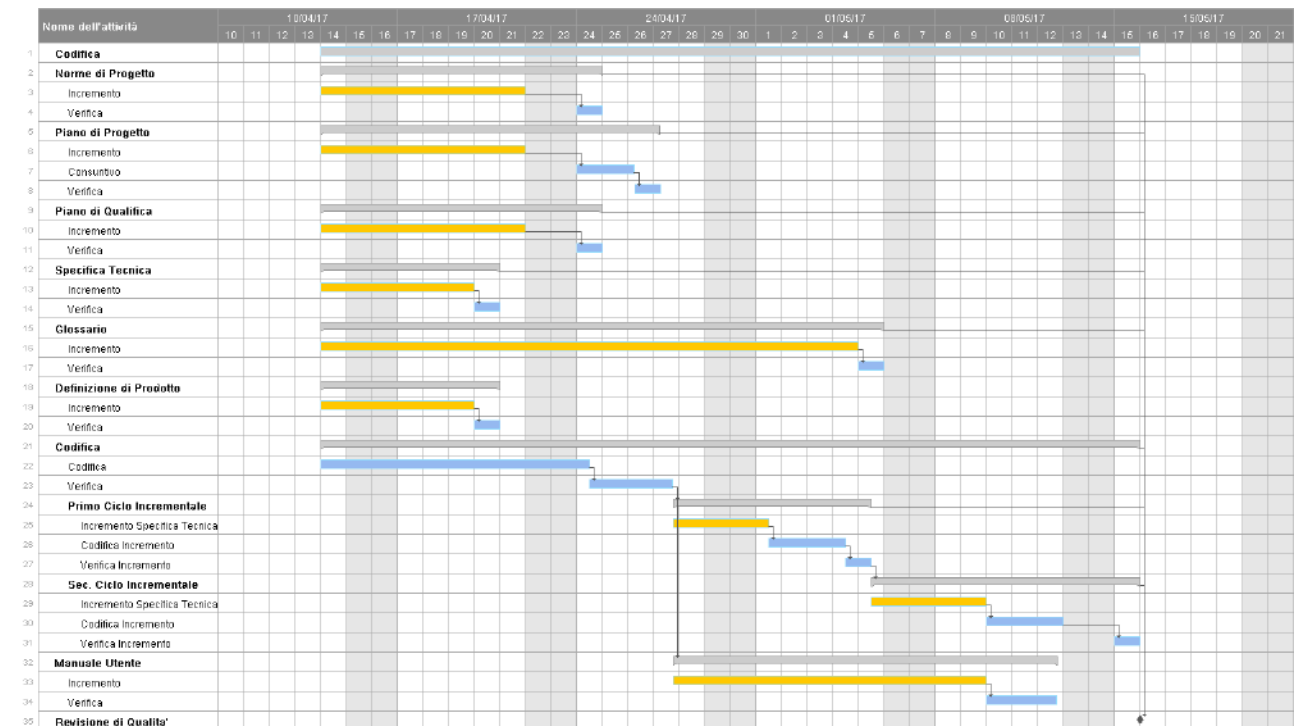 Nome dell'attività
10/04/17 17/04/17 24/04/17 01/05/17 08/05/17 15/05/17
10 11 12 13 14 15 16 17 18 19 20 21 22 23 24 25 26 27 28 29 30 1 2 3 4 5 6 7 8 9 10 11 12 13 14 15 16 17 18 19 20 21
1 Codifica
2 Norme di Progetto
3 Incremento
4 Verifica
5 Piano di Progetto
6 Incremento
7 Consuntivo
8 Verifica
9 Piano di Qualifica
10 Incremento
11 Verifica
12 Specifica Tecnica
13 Incremento
14 Verifica
15 Glossario
16 Incremento
17 Verifica
18 Definizione di Prodotto
19 Incremento
20 Verifica
21 Codifica
22 Codifica
23 Verifica
24 Primo Ciclo Incrementale
25 Incremento Specifica Tecnica
26 Codifica Incremento
27 Verifica Incremento
28 Sec. Ciclo Incrementale
29 Incremento Specifica Tecnica
30 Codifica Incremento
31 Verifica Incremento
32 Manuale Utente
33 Incremento
34 Verifica
35 Revisione di Qualita'